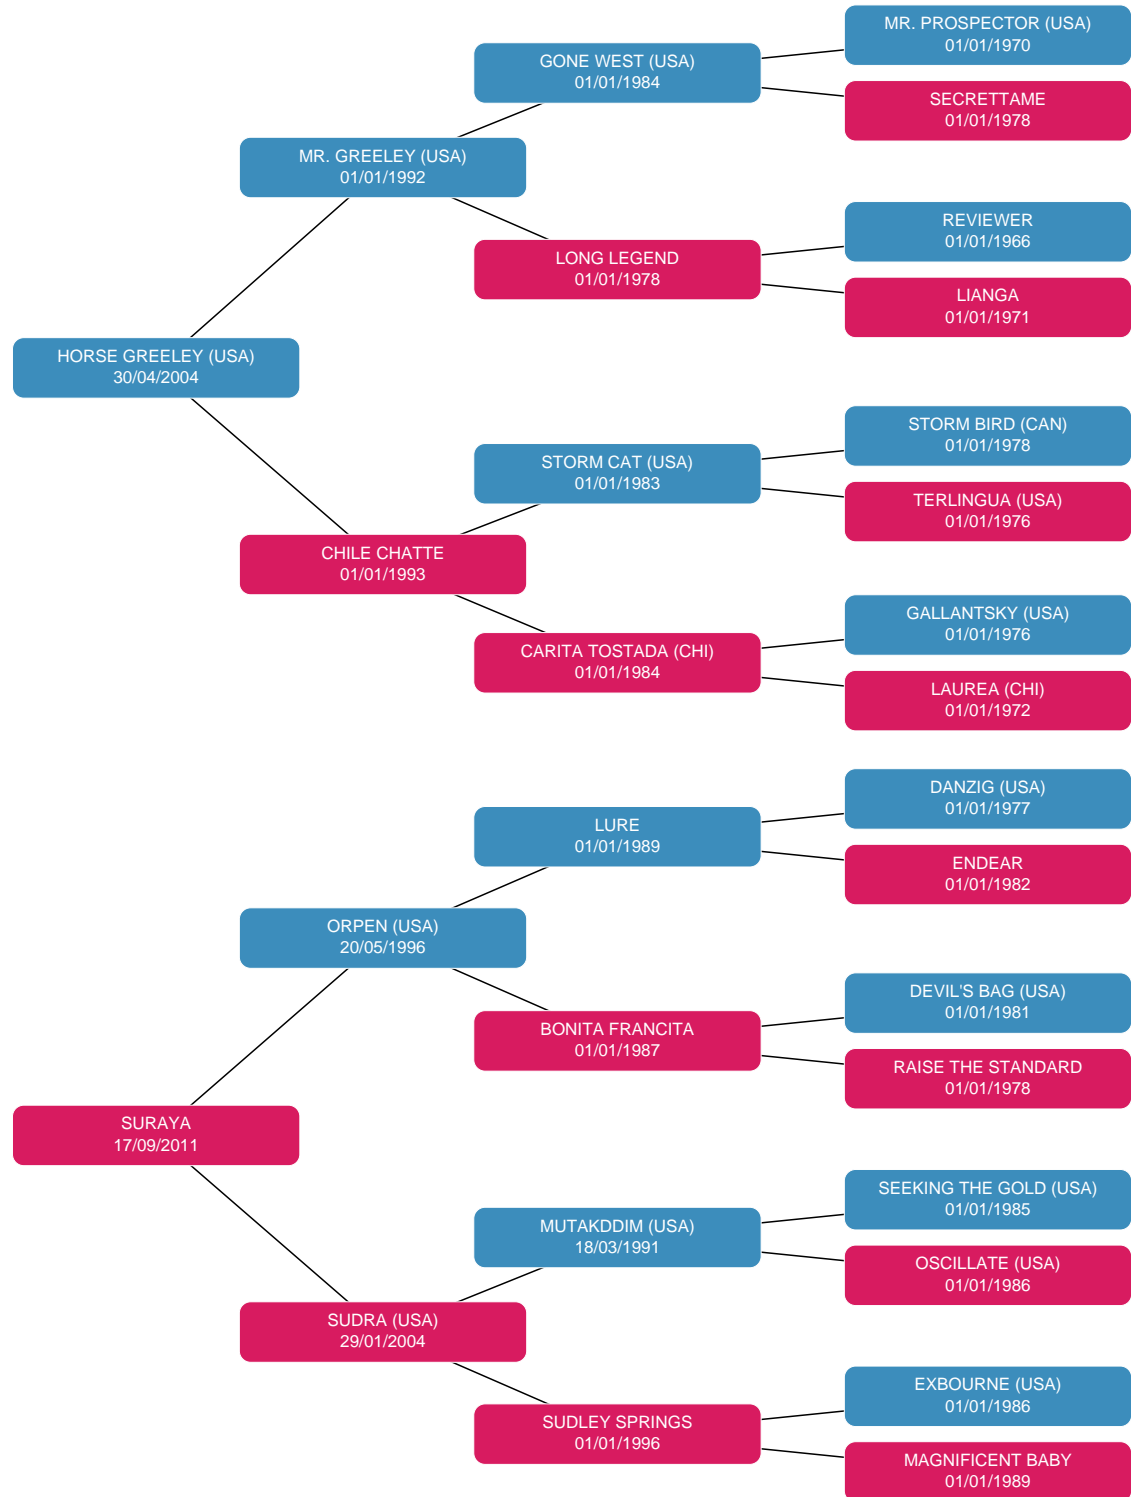 MR. PROSPECTOR (USA)
01/01/1970
GONE WEST (USA)
01/01/1984
SECRETTAME
01/01/1978
MR. GREELEY (USA)
01/01/1992
REVIEWER
01/01/1966
LONG LEGEND
01/01/1978
LIANGA
01/01/1971
HORSE GREELEY (USA)
30/04/2004
STORM BIRD (CAN)
01/01/1978
STORM CAT (USA)
01/01/1983
TERLINGUA (USA)
01/01/1976
CHILE CHATTE
01/01/1993
GALLANTSKY (USA)
01/01/1976
CARITA TOSTADA (CHI)
01/01/1984
LAUREA (CHI)
01/01/1972
DANZIG (USA)
01/01/1977
LURE
01/01/1989
ENDEAR
01/01/1982
ORPEN (USA)
20/05/1996
DEVIL'S BAG (USA)
01/01/1981
BONITA FRANCITA
01/01/1987
RAISE THE STANDARD
01/01/1978
SURAYA
17/09/2011
SEEKING THE GOLD (USA)
01/01/1985
MUTAKDDIM (USA)
18/03/1991
OSCILLATE (USA)
01/01/1986
SUDRA (USA)
29/01/2004
EXBOURNE (USA)
01/01/1986
SUDLEY SPRINGS
01/01/1996
MAGNIFICENT BABY
01/01/1989